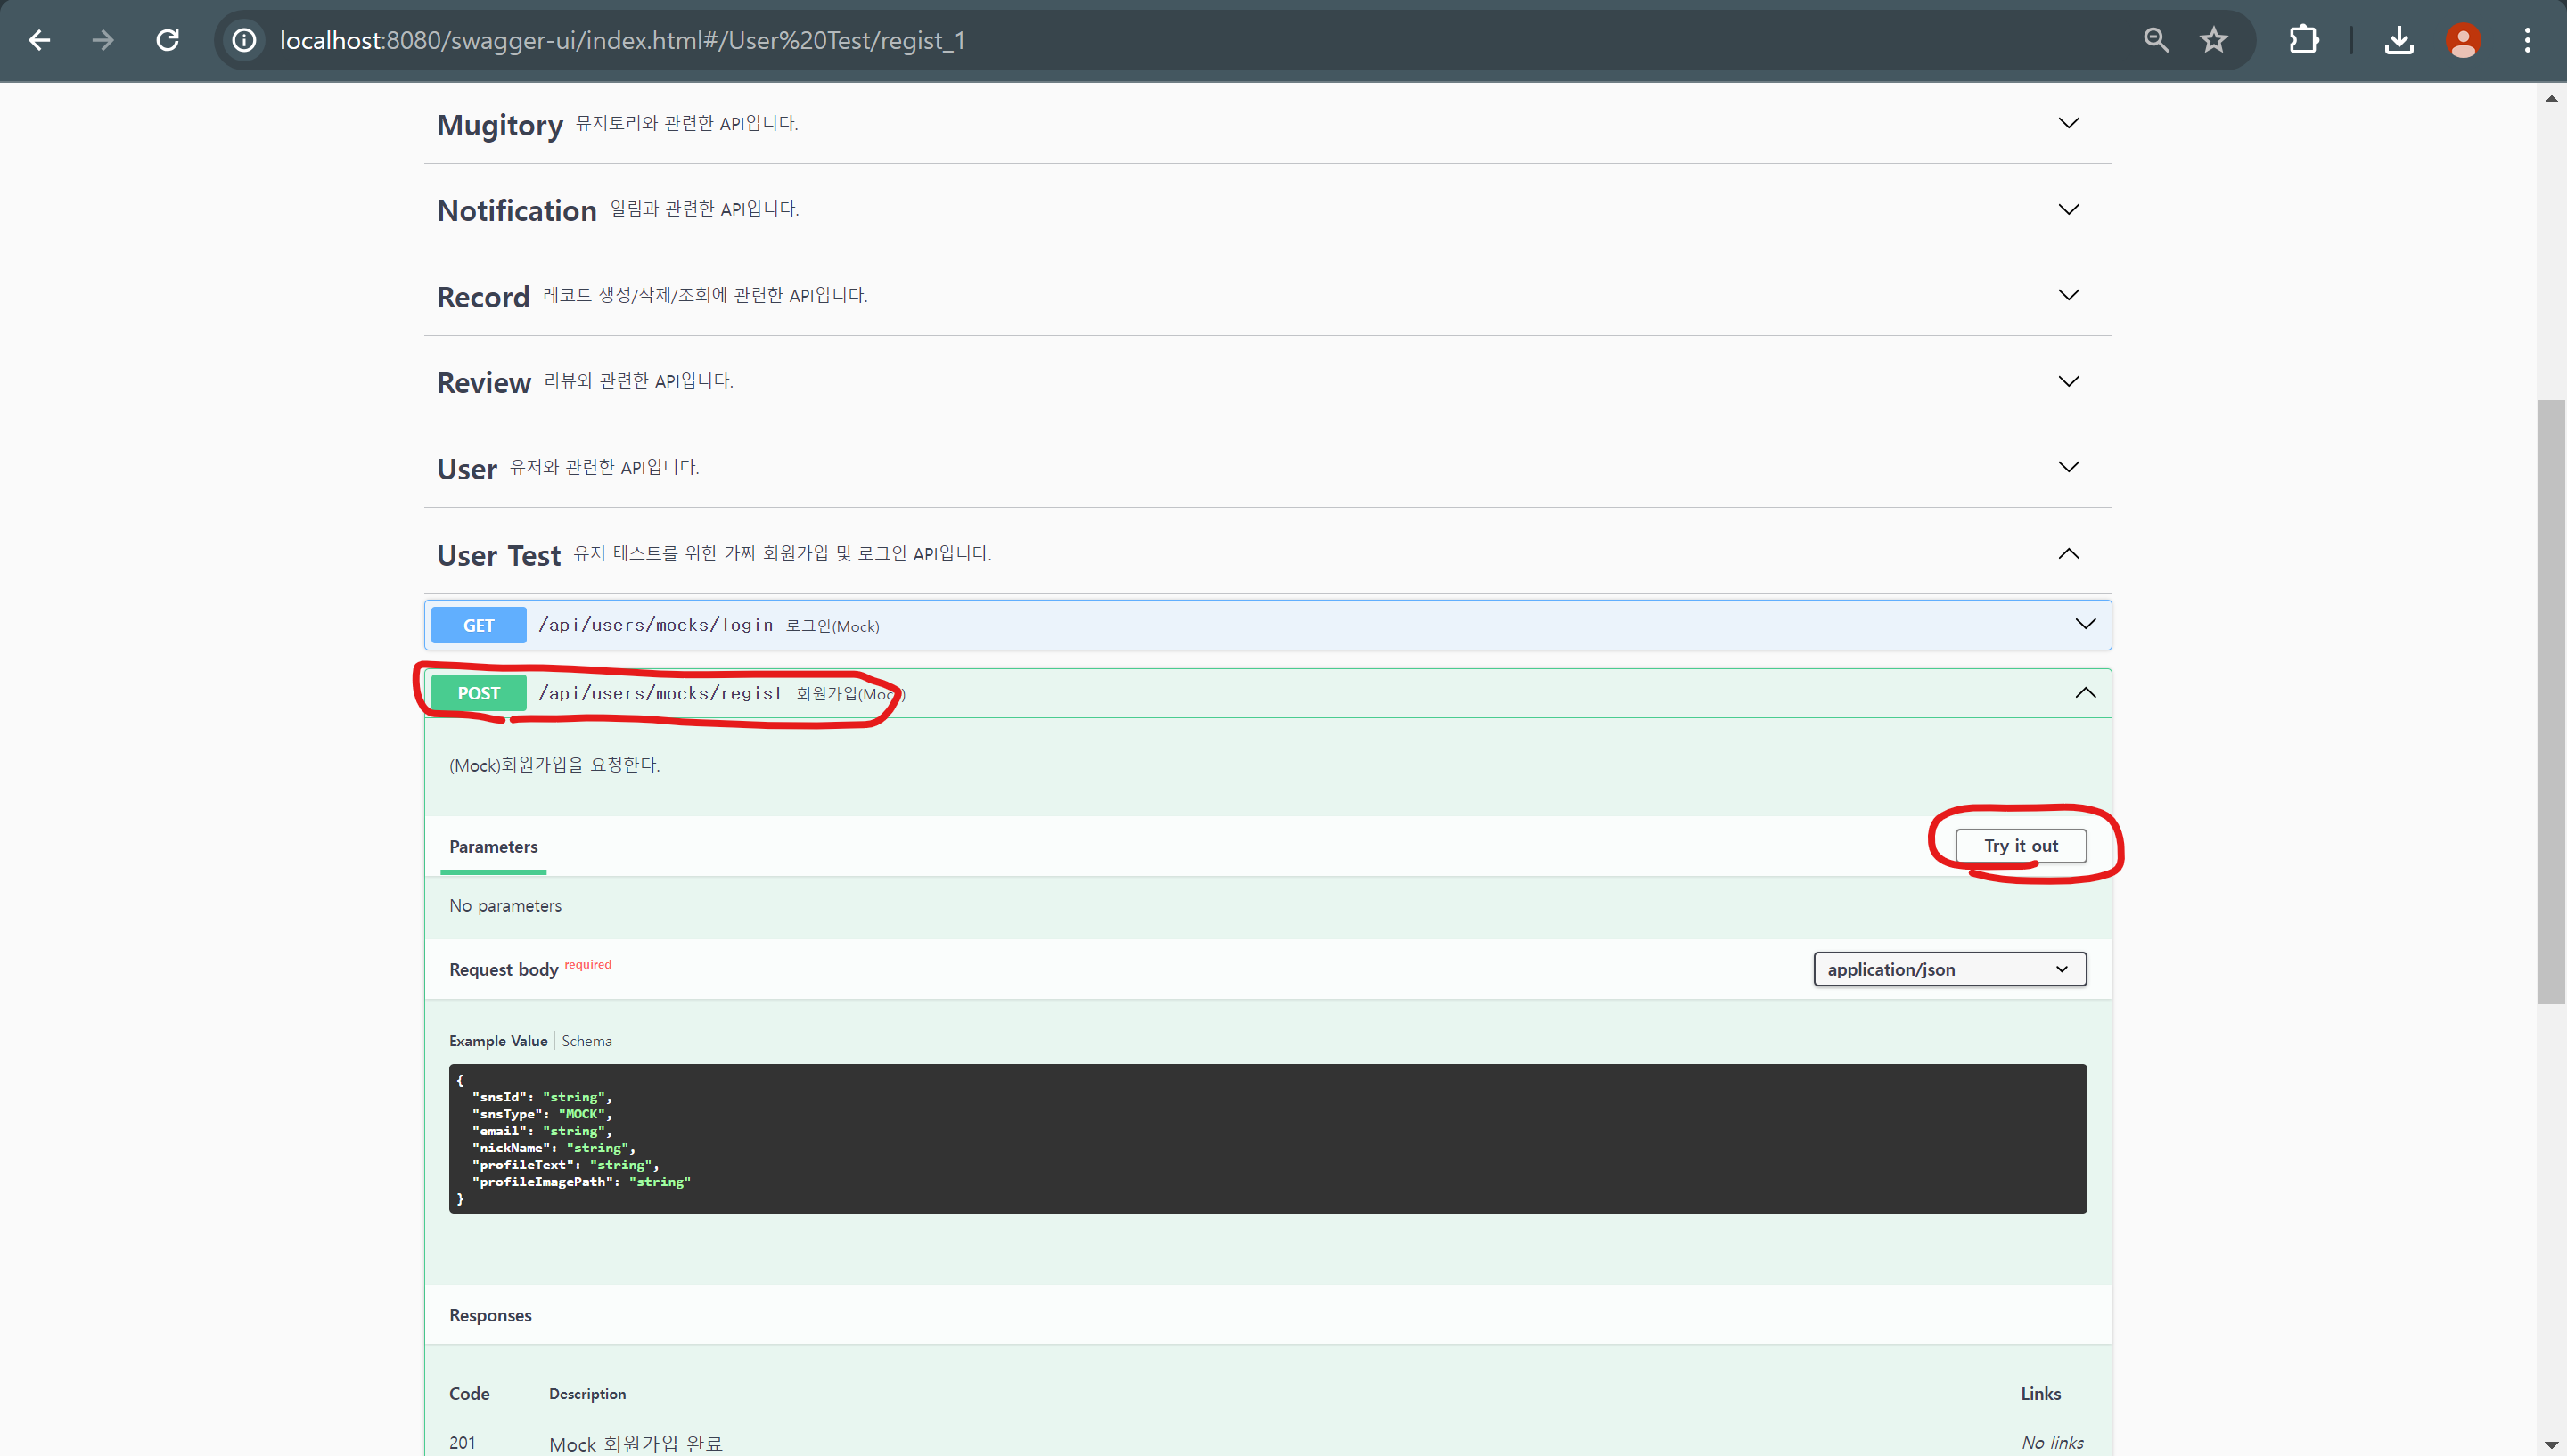 localhost:8080/swagger-ui/index.html#/User%20Test/regist_1
Mugitory 뮤지토리와 관련한 API입니다.
Notification 일림과 관련한 API입니다.
Record 레코드 생성/삭제/조회에 관련한 API입니다.
Review 리뷰와 관련한 API입니다.
User 유저와 관련한 API입니다.
User Test 유저 테스트를 위한 가짜 회원가입 및 로그인 API입니다.
GET /api/users/mocks/login 로그인(Mock)
POST /api/users/mocks/regist 회원가입(Mock)
(Mock)회원가입을 요청한다.
Parameters
Try it out
No parameters
Request body required
application/json
Example Value | Schema
{
"snsId": "string",
"snsType": "MOCK",
"email": "string",
"nickName": "string",
"profileText": "string",
"profileImagePath": "string"
}
Responses
Code Description Links
201 Mock 회원가입 완료 No links